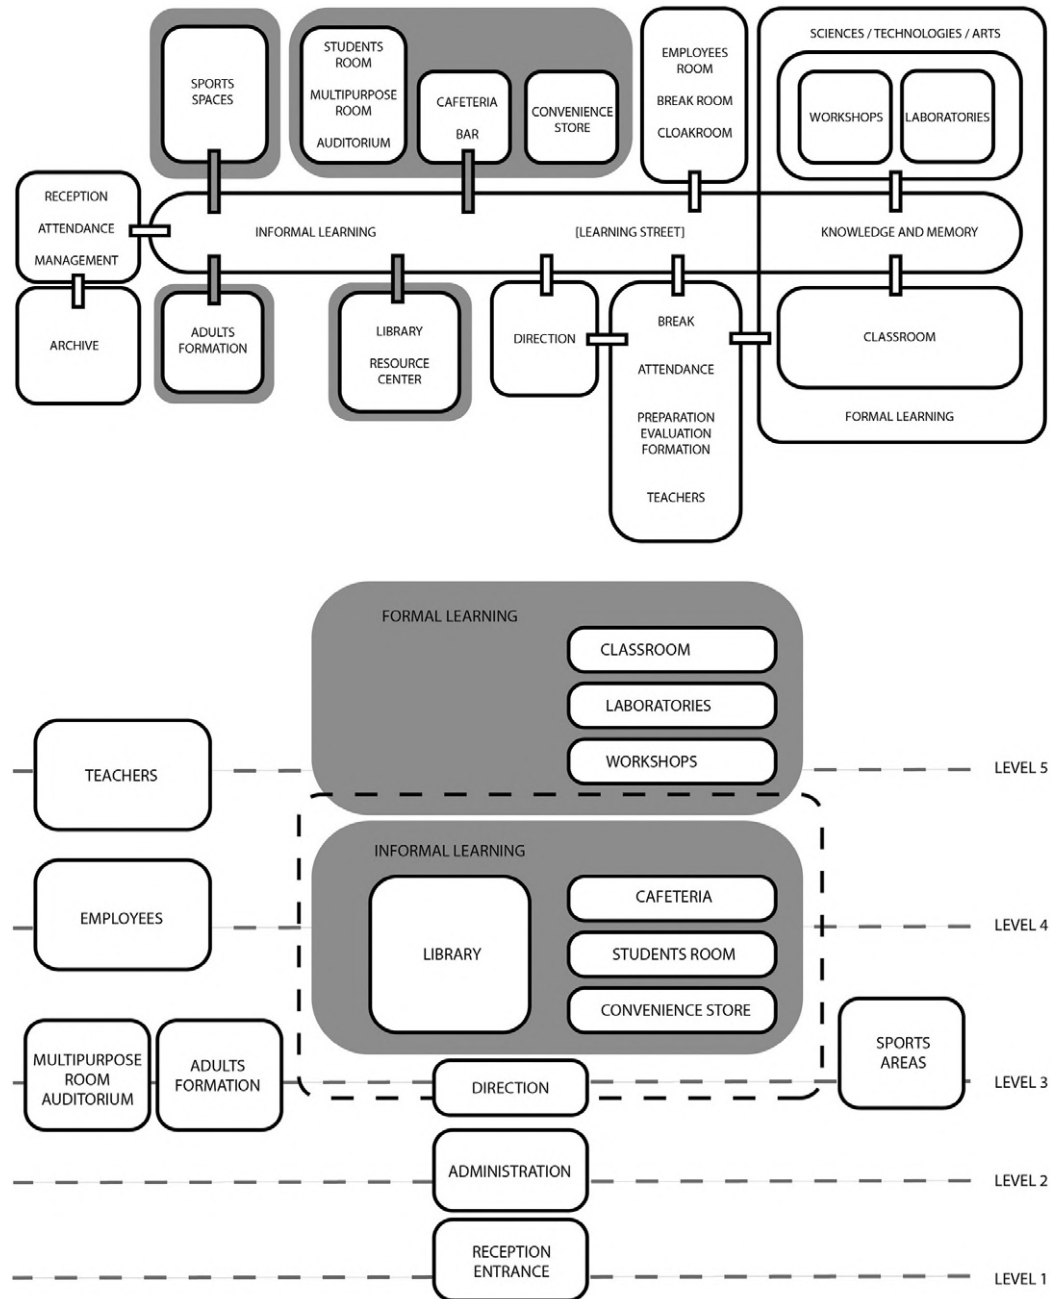 SCIENCES / TECHNOLOGIES / ARTS
STUDENTS
ROOM
MULTIPURPOSE
ROOM
AUDITORIUM
EMPLOYEES
ROOM
BREAK ROOM
CLOAKROOM
SPORTS
SPACES
CAFETERIA
BAR
CONVENIENCE
STORE
WORKSHOPS
LABORATORIES
RECEPTION
ATTENDANCE
MANAGEMENT
INFORMAL LEARNING
[LEARNING STREET]
KNOWLEDGE AND MEMORY
ARCHIVE
ADULTS
FORMATION
LIBRARY
RESOURCE
CENTER
DIRECTION
BREAK
ATTENDANCE
PREPARATION
EVALUATION
FORMATION
TEACHERS
CLASSROOM
FORMAL LEARNING
FORMAL LEARNING
CLASSROOM
LABORATORIES
WORKSHOPS
TEACHERS
LEVEL 5
INFORMAL LEARNING
LIBRARY
CAFETERIA
STUDENTS ROOM
CONVENIENCE STORE
EMPLOYEES
LEVEL 4
MULTIPURPOSE
ROOM
AUDITORIUM
ADULTS
FORMATION
DIRECTION
SPORTS
AREAS
LEVEL 3
ADMINISTRATION
LEVEL 2
RECEPTION
ENTRANCE
LEVEL 1